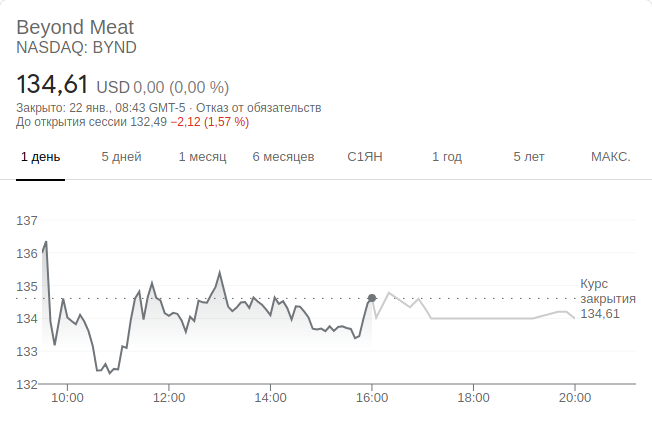 Beyond Meat
NASDAQ: BYND
134,61 USD 0,00 (0,00 %)
Закрыто: 22 янв., 08:43 GMT-5 · Отказ от обязательств
До открытия сессии 132,49 −2,12 (1,57 %)
1 день 5 дней 1 месяц 6 месяцев С1ЯН 1 год 5 лет МАКС.
137
136
135
Курс
закрытия
134,61
134
133
132
10:00 12:00 14:00 16:00 18:00 20:00